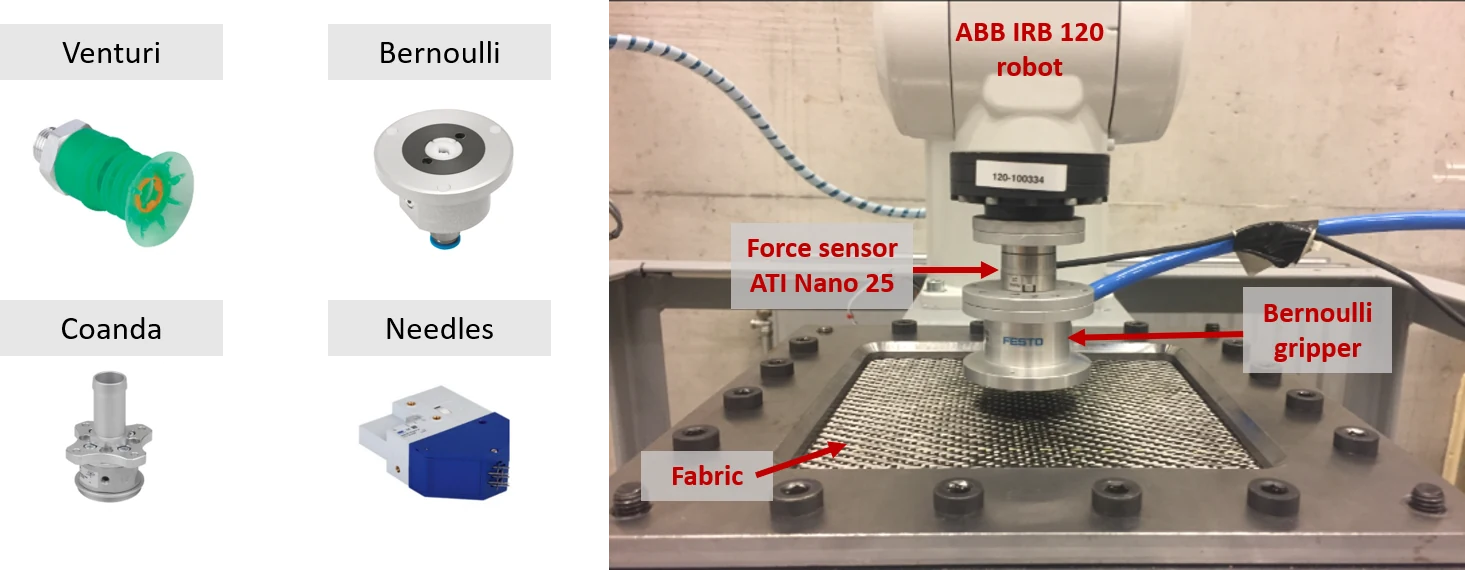 Venturi
Bernoulli
Coanda
Needles
ABB IRB 120
robot
120-100334
Force sensor
ATI Nano 25
FESTO
Bernoulli
gripper
Fabric